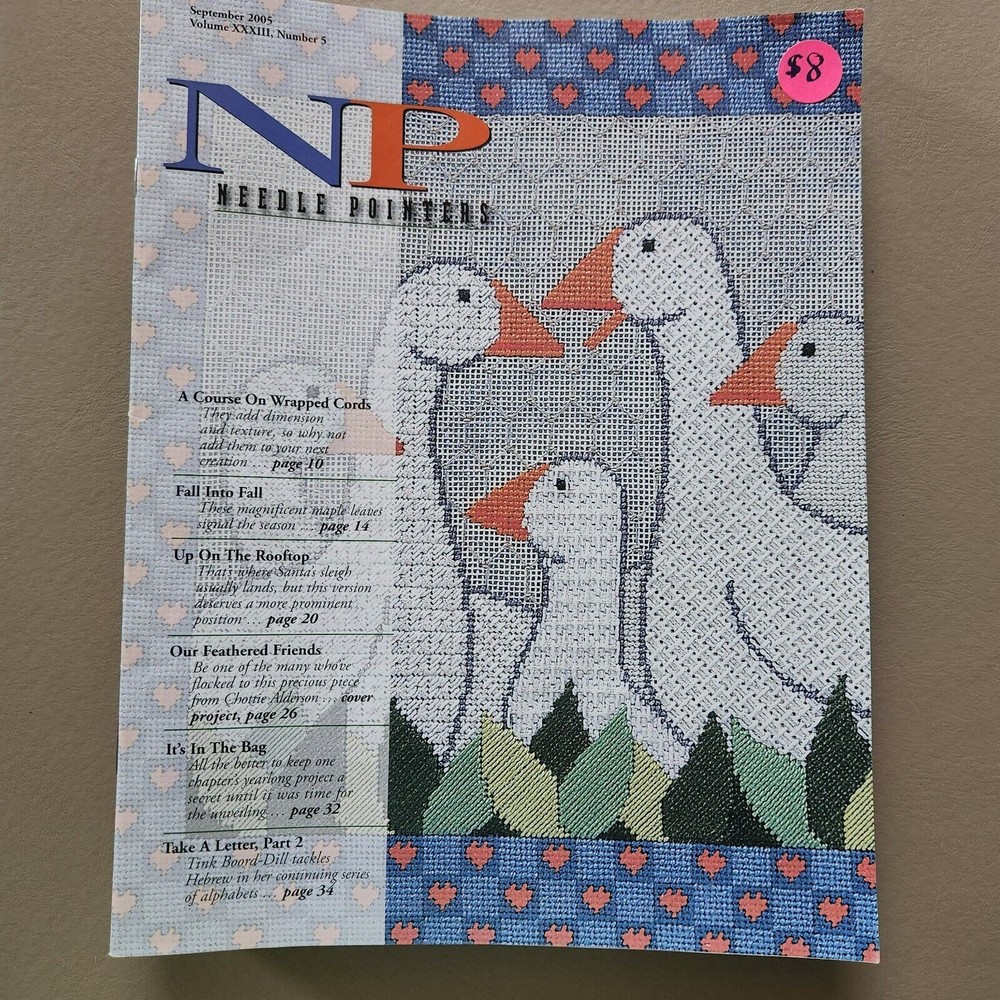 September 2005
Volume XXXIII, Number 5
$8
NP
NEEDLE POINTERS
A Course On Wrapped Cords
They add dimension
and texture, so why not
add them to your next
creation ... page 10
Fall Into Fall
These magnificent maple leaves
signal the season ... page 14
Up On The Rooftop
That's where Santa's sleigh
usually lands, but this version
deserves a more prominent
position ... page 20
Our Feathered Friends
Be one of the many who've
flocked to this precious piece
from Chottie Alderson ... cover
project, page 26
It's In The Bag
All the better to keep one
chapter's yearlong project a
secret until it was time for
the unveiling ... page 32
Take A Letter, Part 2
Tink Boord-Dill tackles
Hebrew in her continuing series
of alphabets ... page 34